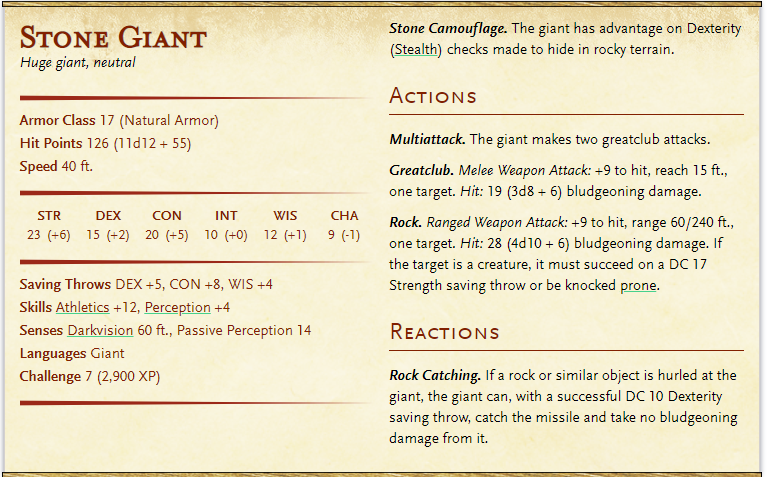 Stone Giant
Huge giant, neutral
Armor Class 17 (Natural Armor)
Hit Points 126 (11d12 + 55)
Speed 40 ft.
STR DEX CON INT WIS CHA
23 (+6) 15 (+2) 20 (+5) 10 (+0) 12 (+1) 9 (-1)
Saving Throws DEX +5, CON +8, WIS +4
Skills Athletics +12, Perception +4
Senses Darkvision 60 ft., Passive Perception 14
Languages Giant
Challenge 7 (2,900 XP)
Stone Camouflage. The giant has advantage on Dexterity
(Stealth) checks made to hide in rocky terrain.
Actions
Multiattack. The giant makes two greatclub attacks.
Greatclub. Melee Weapon Attack: +9 to hit, reach 15 ft.,
one target. Hit: 19 (3d8 + 6) bludgeoning damage.
Rock. Ranged Weapon Attack: +9 to hit, range 60/240 ft.,
one target. Hit: 28 (4d10 + 6) bludgeoning damage. If
the target is a creature, it must succeed on a DC 17
Strength saving throw or be knocked prone.
Reactions
Rock Catching. If a rock or similar object is hurled at the
giant, the giant can, with a successful DC 10 Dexterity
saving throw, catch the missile and take no bludgeoning
damage from it.